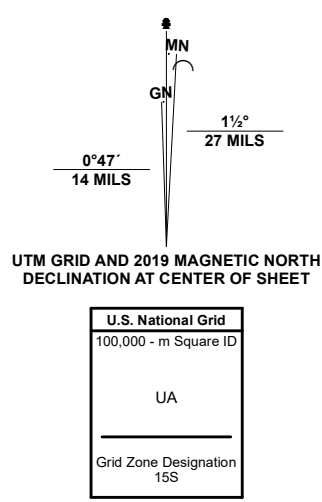 MN
GN
1½°
27 MILS
0°47´
14 MILS
UTM GRID AND 2019 MAGNETIC NORTH
DECLINATION AT CENTER OF SHEET
U.S. National Grid
100,000 - m Square ID
UA
Grid Zone Designation
15S